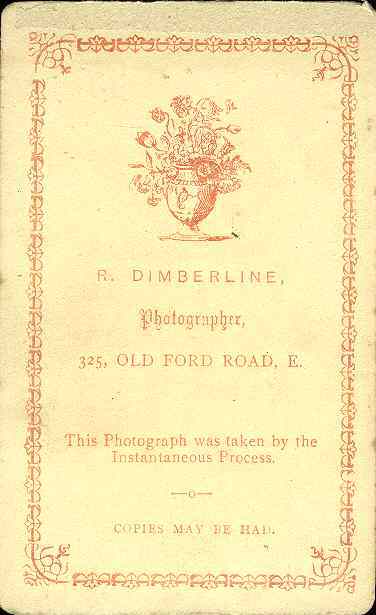 R. DIMBERLINE,
Photographer,
325, OLD FORD ROAD, E.
This Photograph was taken by the
Instantaneous Process.
—o—
COPIES MAY BE HAD.